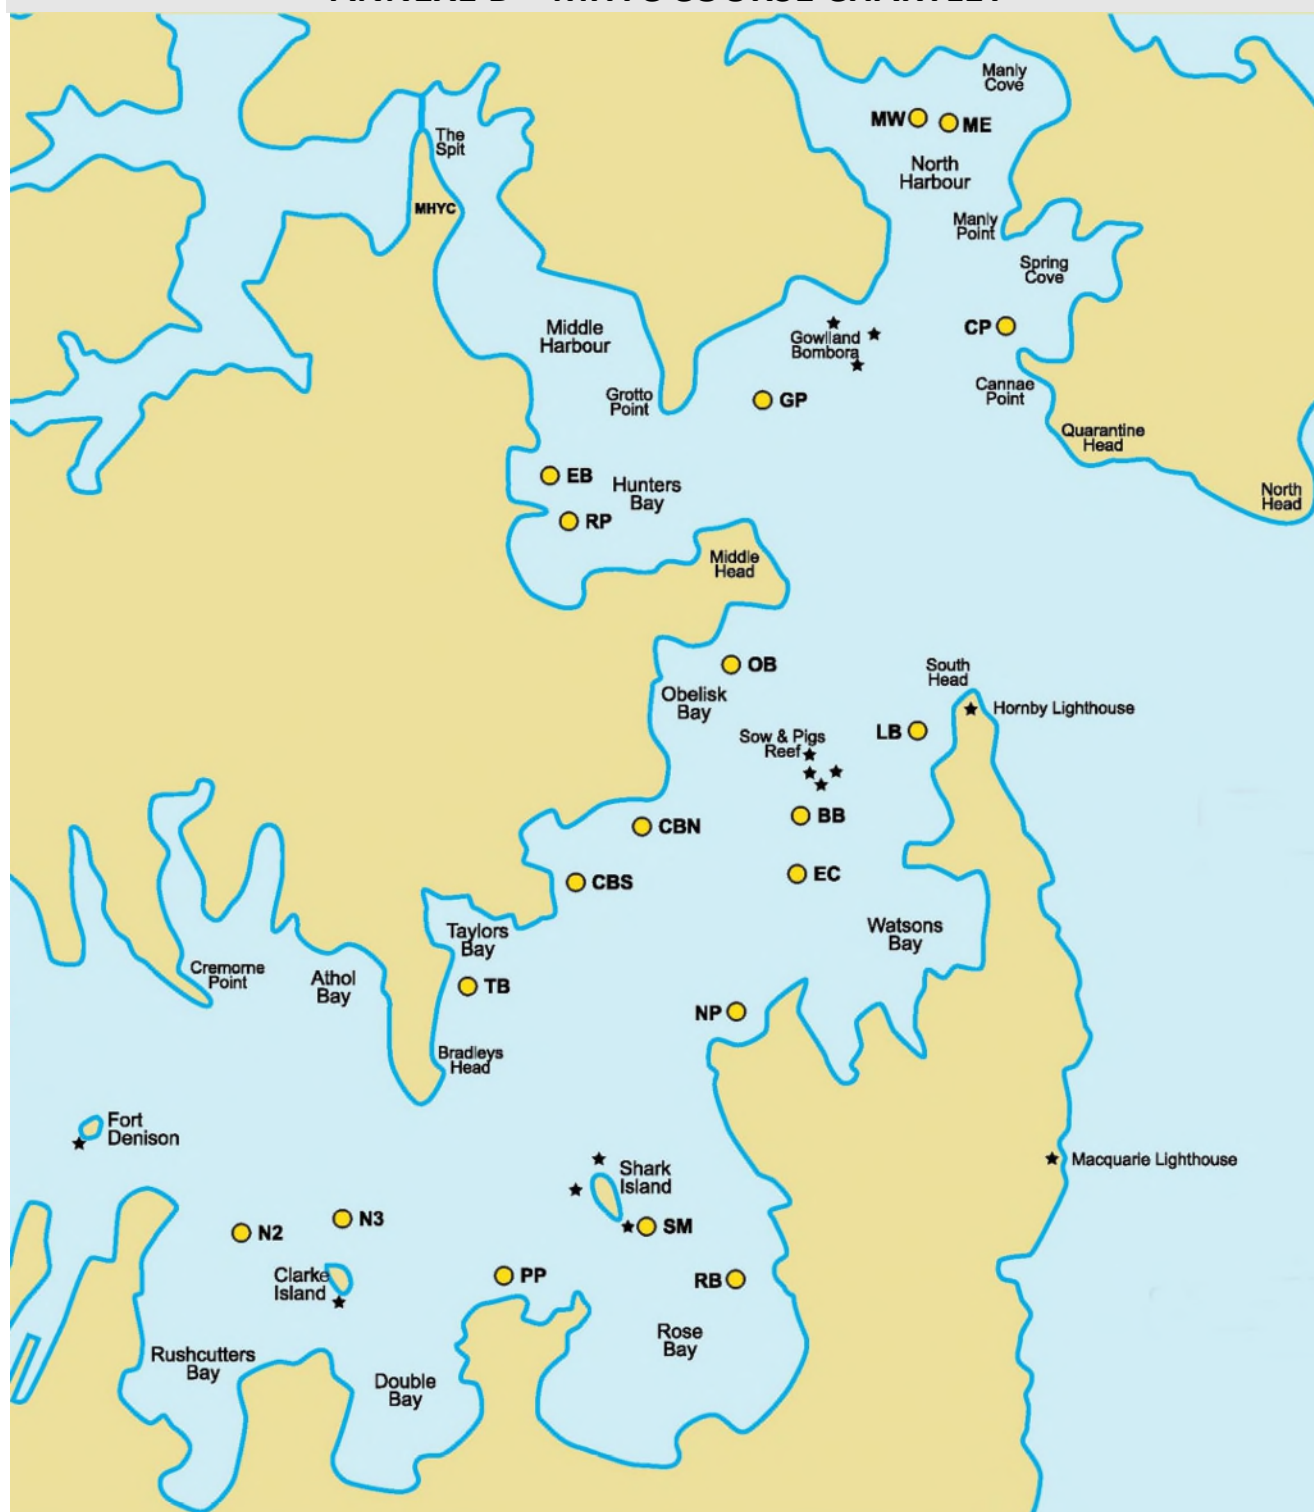 Manly
Cove
MW
ME
The
Spit
North
Harbour
MHYC
Manly
Point
Spring
Cove
CP
Middle
Harbour
Gowlland
Bombora
Grotto
Point
GP
Cannae
Point
Quarantine
Head
EB
Hunters
Bay
North
Head
RP
Middle
Head
OB
South
Head
Obelisk
Bay
Hornby Lighthouse
LB
Sow & Pigs
Reef
BB
CBN
EC
CBS
Taylors
Bay
Watsons
Bay
Cremorne
Point
Athol
Bay
TB
NP
Bradleys
Head
Fort
Denison
Macquarie Lighthouse
Shark
Island
N3
N2
SM
Clarke
Island
PP
RB
Rose
Bay
Rushcutters
Bay
Double
Bay